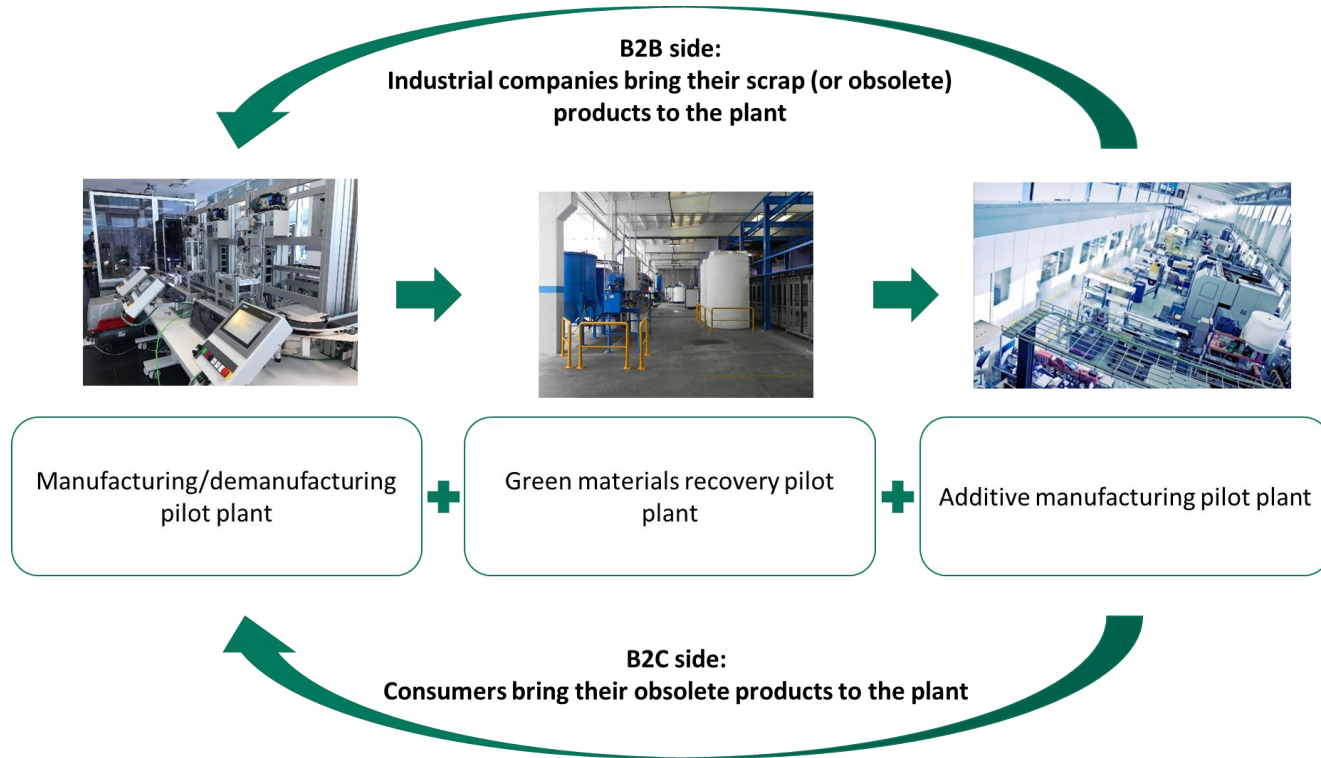 B2B side:
Industrial companies bring their scrap (or obsolete)
products to the plant
Manufacturing/demanufacturing
pilot plant
Green materials recovery pilot
plant
Additive manufacturing pilot plant
B2C side:
Consumers bring their obsolete products to the plant